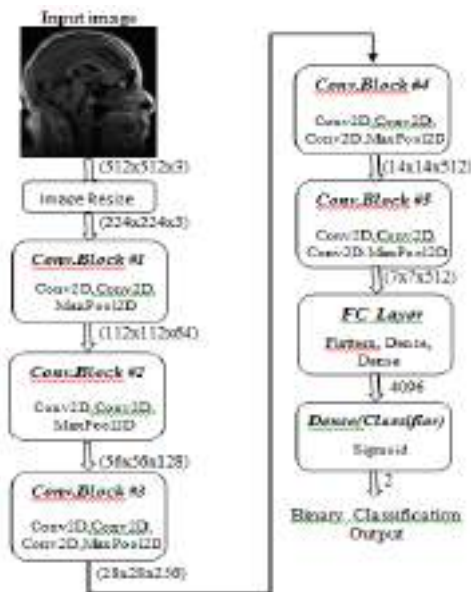 Input image
(512x512x3)
Image Resize
(224x224x3)
Conv.Block #1
Conv2D,Conv2D,
MaxPool2D
(112x112x64)
Conv.Block #2
Conv2D,Conv2D,
MaxPool2D
(56x56x128)
Conv.Block #3
Conv2D,Conv2D,
Conv2D,MaxPool2D
(28x28x256)
Conv.Block #4
Conv2D,Conv2D,
Conv2D,MaxPool2D
(14x14x512)
Conv.Block #5
Conv2D,Conv2D,
Conv2D,MaxPool2D
(7x7x512)
FC Layer
Flatten, Dense,
Dense
4096
Dense(Classifier)
Sigmoid
2
Binary Classification
Output